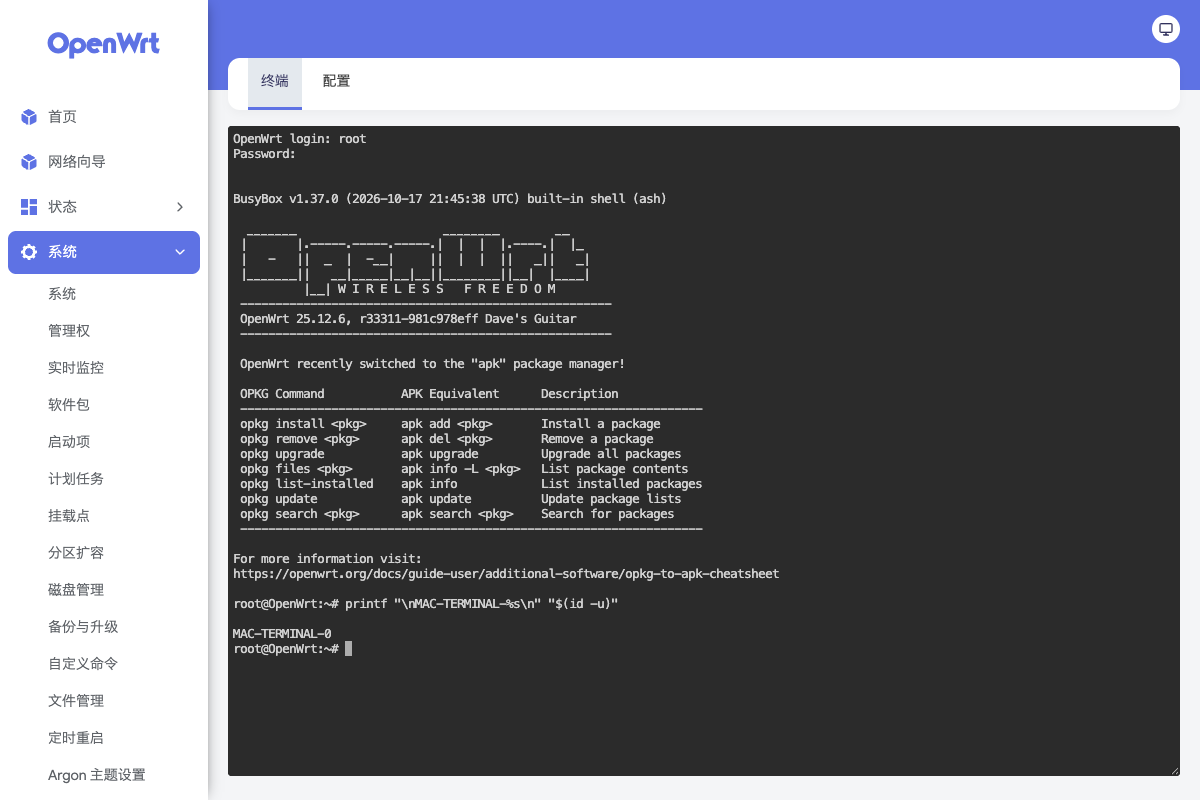 OpenWrt
首页
网络向导
状态
系统
系统
管理权
实时监控
软件包
启动项
计划任务
挂载点
分区扩容
磁盘管理
备份与升级
自定义命令
文件管理
定时重启
Argon 主题设置
终端
配置
OpenWrt login: root
Password:
BusyBox v1.37.0 (2026-10-17 21:45:38 UTC) built-in shell (ash)
OpenWrt
W I R E L E S S   F R E E D O M
OpenWrt 25.12.6, r33311-981c978eff Dave's Guitar
OpenWrt recently switched to the "apk" package manager!
OPKG Command           APK Equivalent      Description
opkg install <pkg>     apk add <pkg>       Install a package
opkg remove <pkg>      apk del <pkg>       Remove a package
opkg upgrade           apk upgrade         Upgrade all packages
opkg files <pkg>       apk info -L <pkg>   List package contents
opkg list-installed    apk info            List installed packages
opkg update            apk update          Update package lists
opkg search <pkg>      apk search <pkg>    Search for packages
For more information visit:
https://openwrt.org/docs/guide-user/additional-software/opkg-to-apk-cheatsheet
root@OpenWrt:~# printf "\nMAC-TERMINAL-%s\n" "$(id -u)"
MAC-TERMINAL-0
root@OpenWrt:~#